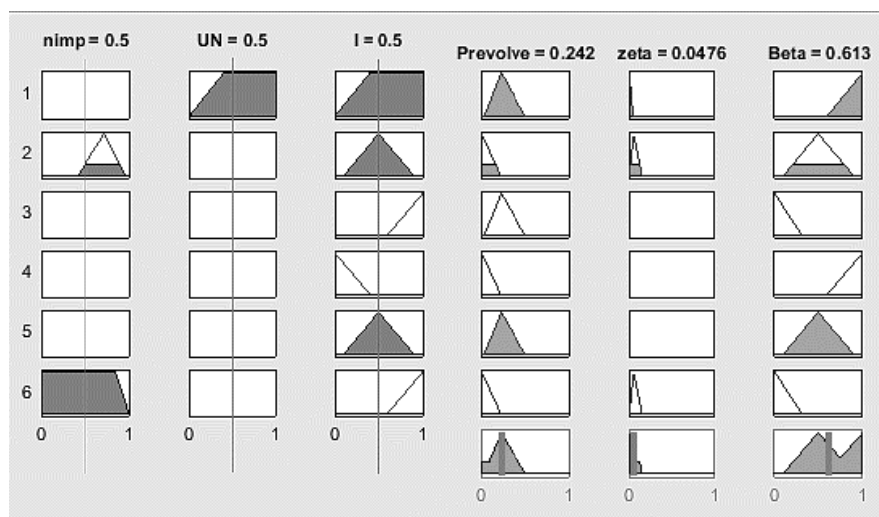 nimp = 0.5 UN = 0.5 I = 0.5 Prevolve = 0.242 zeta = 0.0476 Beta = 0.613
1
2
3
4
5
6
0 1 0 1 0 1
0 1 0 1 0 1